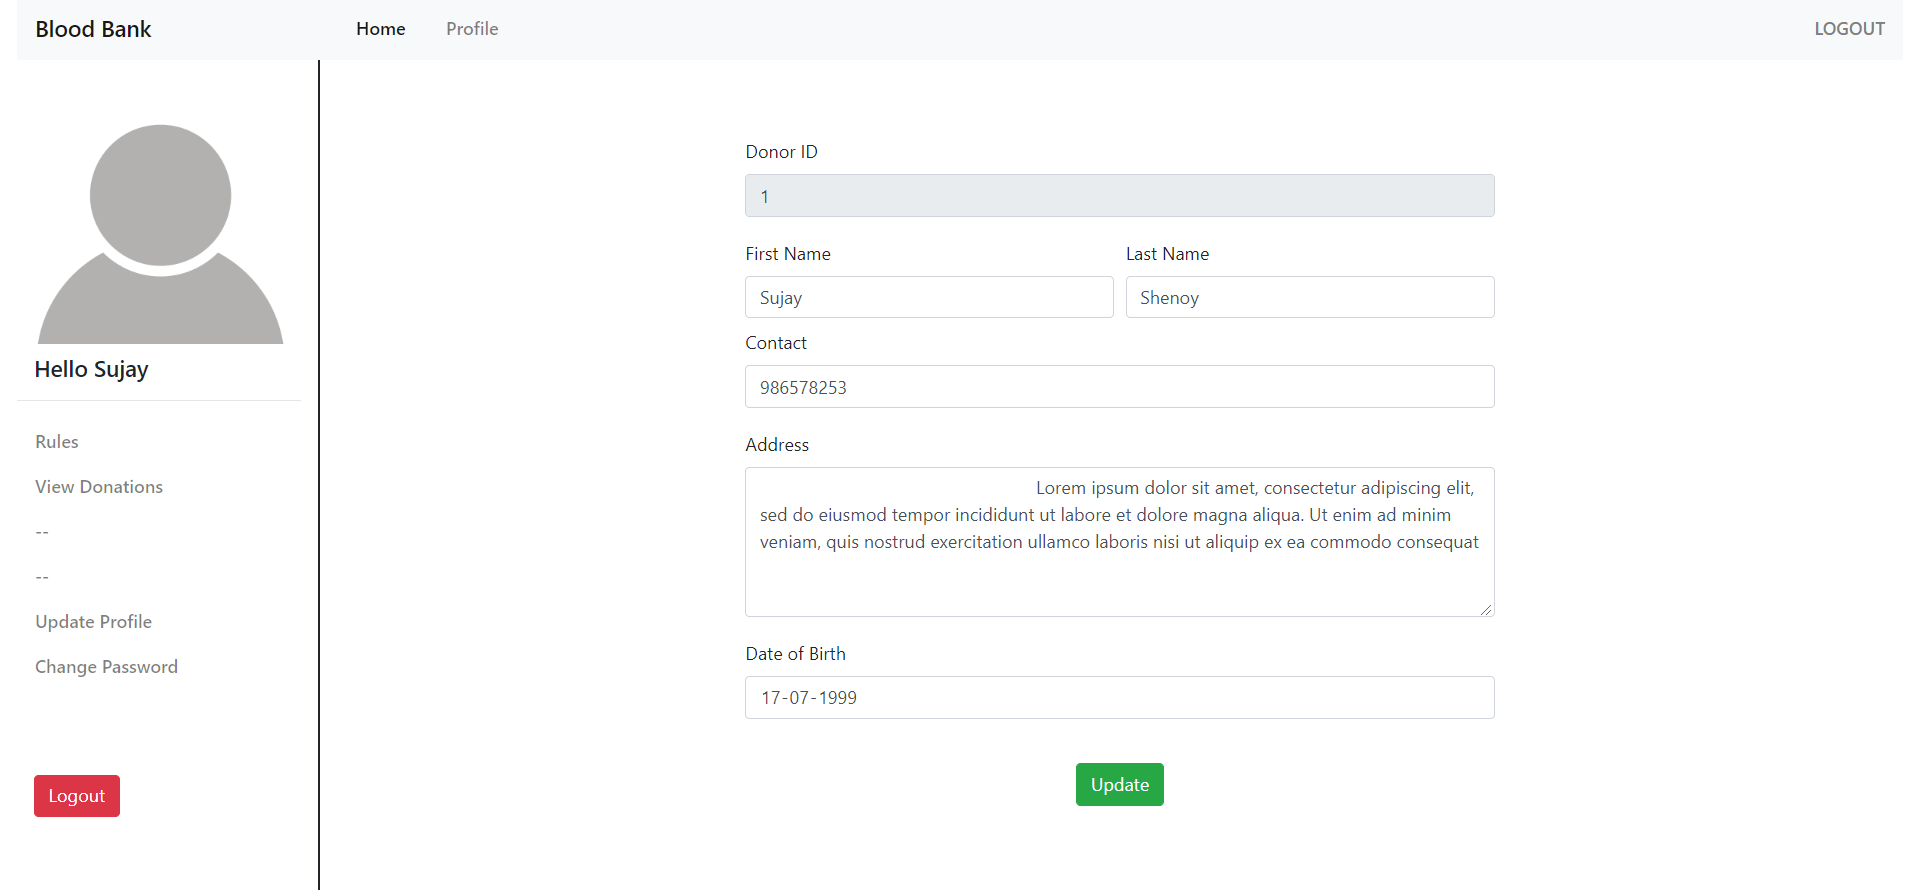 Blood Bank
Home
Profile
LOGOUT
Hello Sujay
Rules
View Donations
--
--
Update Profile
Change Password
Logout
Donor ID
1
First Name
Last Name
Sujay
Shenoy
Contact
986578253
Address
Lorem ipsum dolor sit amet, consectetur adipiscing elit,
sed do eiusmod tempor incididunt ut labore et dolore magna aliqua. Ut enim ad minim
veniam, quis nostrud exercitation ullamco laboris nisi ut aliquip ex ea commodo consequat
Date of Birth
17-07-1999
Update